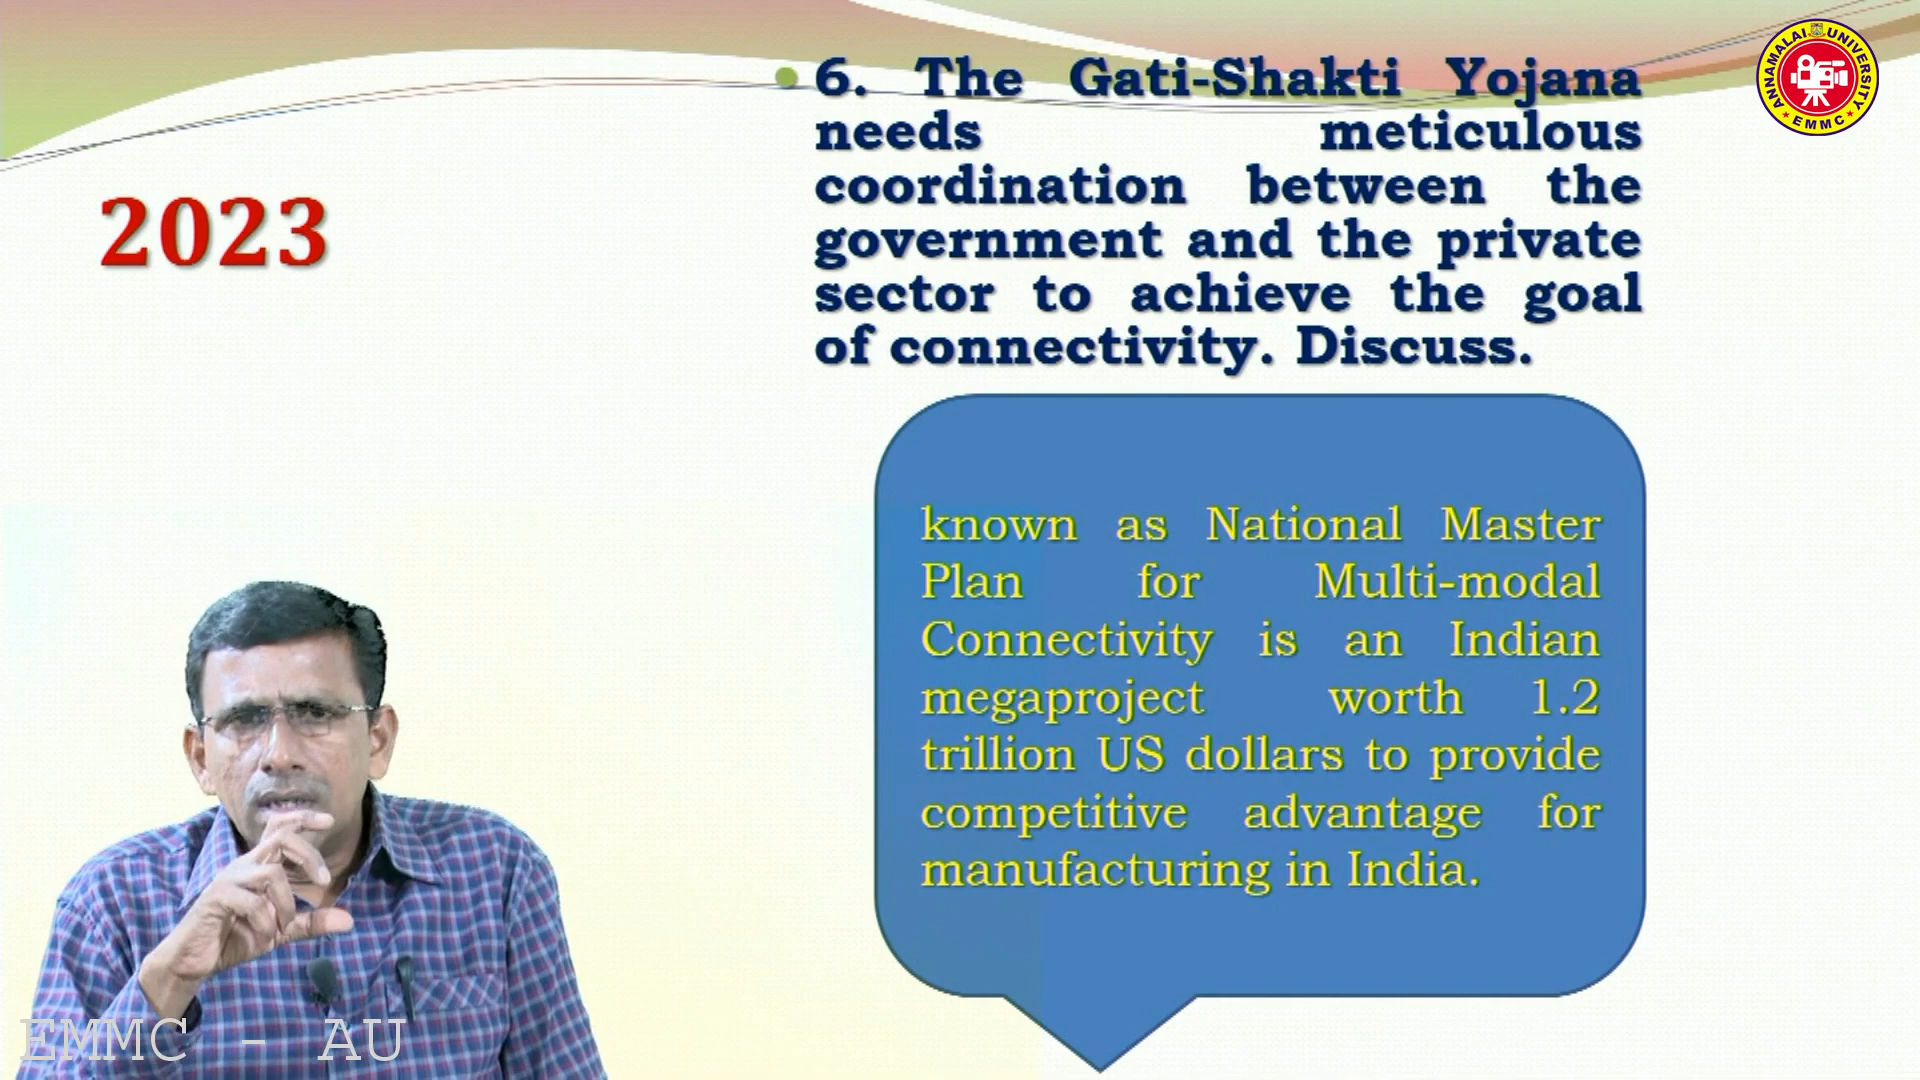 6. The Gati-Shakti Yojana
needs meticulous
coordination between the
government and the private
sector to achieve the goal
of connectivity. Discuss.
2023
known as National Master
Plan for Multi-modal
Connectivity is an Indian
megaproject worth 1.2
trillion US dollars to provide
competitive advantage for
manufacturing in India.
ANNAMALAI UNIVERSITY
EMMC
EMMC - AU